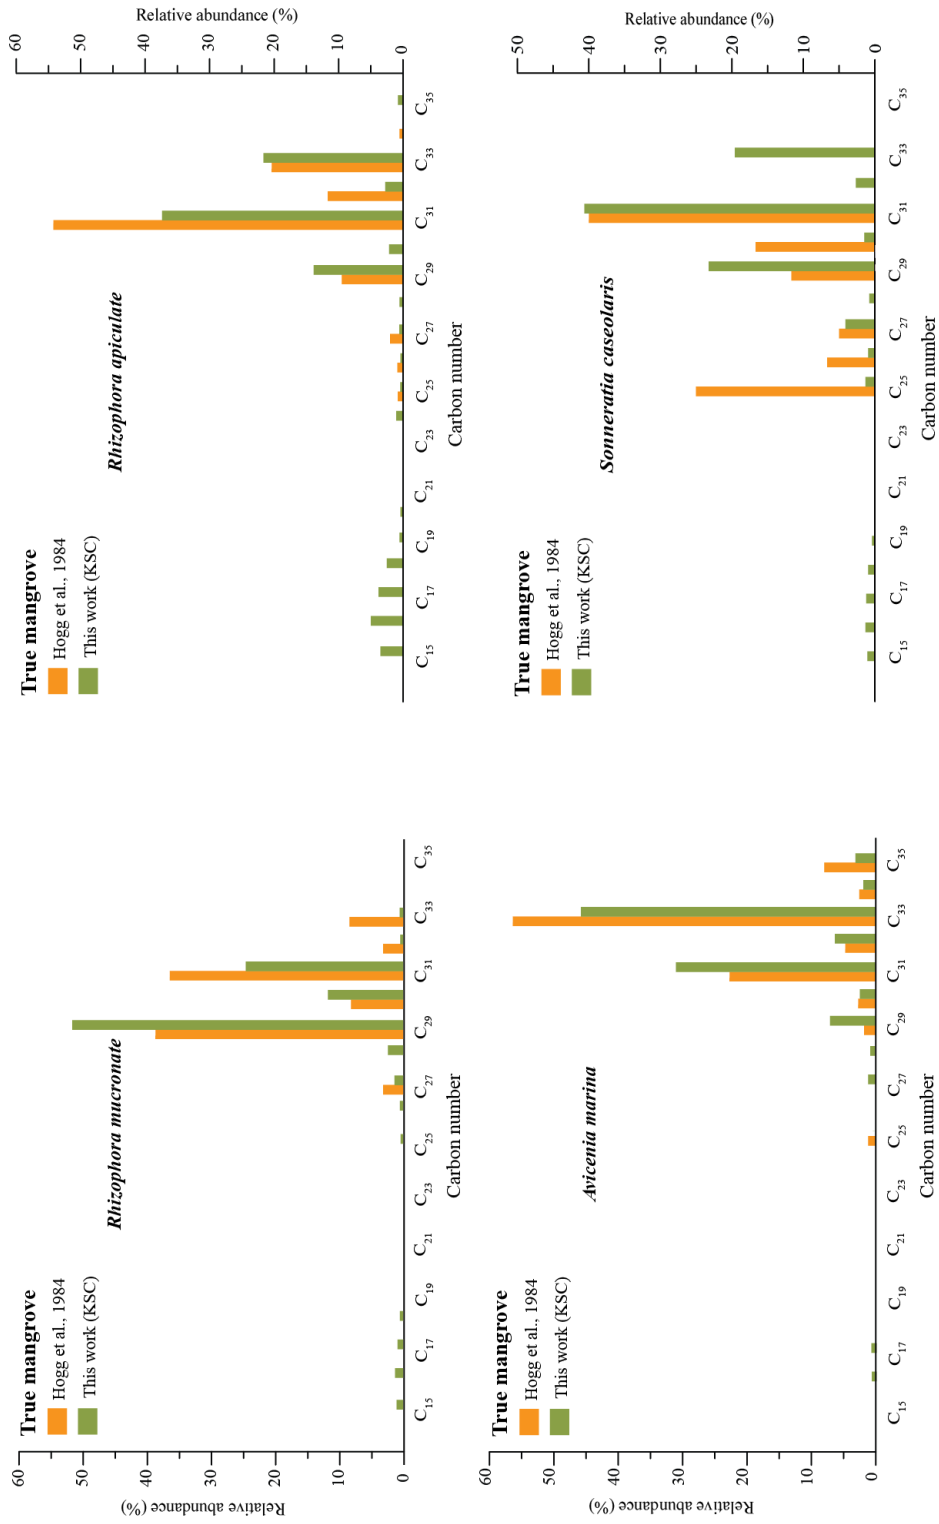 Relative abundance (%)
60
50
40
30
20
10
0
True mangrove
Hogg et al., 1984
This work (KSC)
Rhizophora mucronate
C15 C17 C19 C21 C23 C25 C27 C29 C31 C33 C35
Carbon number
True mangrove
Hogg et al., 1984
This work (KSC)
Rhizophora apiculate
C15 C17 C19 C21 C23 C25 C27 C29 C31 C33 C35
Carbon number
60
50
40
30
20
10
0
Relative abundance (%)
Relative abundance (%)
60
50
40
30
20
10
0
True mangrove
Hogg et al., 1984
This work (KSC)
Avicenia marina
C15 C17 C19 C21 C23 C25 C27 C29 C31 C33 C35
Carbon number
True mangrove
Hogg et al., 1984
This work (KSC)
Sonneratia caseolaris
C15 C17 C19 C21 C23 C25 C27 C29 C31 C33 C35
Carbon number
50
40
30
20
10
0
Relative abundance (%)